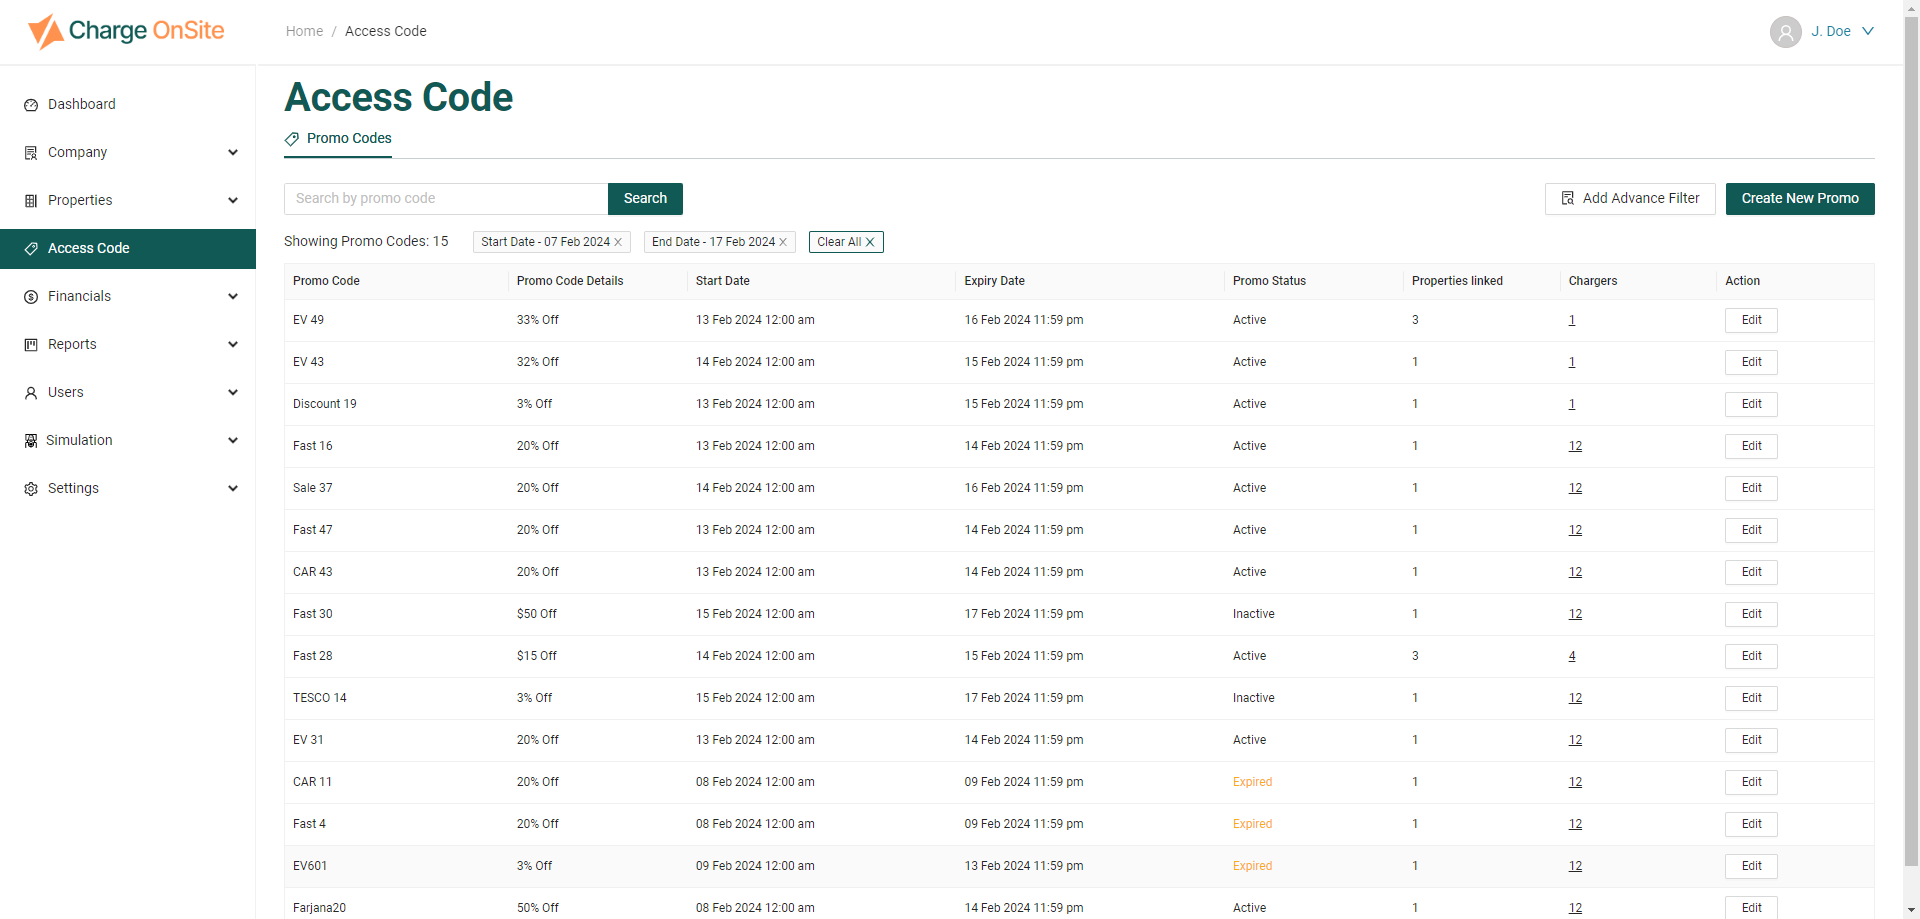 Charge OnSite
Home / Access Code
J. Doe
Dashboard
Company
Properties
Access Code
Financials
Reports
Users
Simulation
Settings
Access Code
Promo Codes
Search by promo code
Search
Add Advance Filter
Create New Promo
Showing Promo Codes: 15
Start Date - 07 Feb 2024
End Date - 17 Feb 2024
Clear All
Promo Code Promo Code Details Start Date Expiry Date Promo Status Properties linked Chargers Action
EV 49 33% Off 13 Feb 2024 12:00 am 16 Feb 2024 11:59 pm Active 3 1 Edit
EV 43 32% Off 14 Feb 2024 12:00 am 15 Feb 2024 11:59 pm Active 1 1 Edit
Discount 19 3% Off 13 Feb 2024 12:00 am 15 Feb 2024 11:59 pm Active 1 1 Edit
Fast 16 20% Off 13 Feb 2024 12:00 am 14 Feb 2024 11:59 pm Active 1 12 Edit
Sale 37 20% Off 14 Feb 2024 12:00 am 16 Feb 2024 11:59 pm Active 1 12 Edit
Fast 47 20% Off 13 Feb 2024 12:00 am 14 Feb 2024 11:59 pm Active 1 12 Edit
CAR 43 20% Off 13 Feb 2024 12:00 am 14 Feb 2024 11:59 pm Active 1 12 Edit
Fast 30 $50 Off 15 Feb 2024 12:00 am 17 Feb 2024 11:59 pm Inactive 1 12 Edit
Fast 28 $15 Off 14 Feb 2024 12:00 am 15 Feb 2024 11:59 pm Active 3 4 Edit
TESCO 14 3% Off 15 Feb 2024 12:00 am 17 Feb 2024 11:59 pm Inactive 1 12 Edit
EV 31 20% Off 13 Feb 2024 12:00 am 14 Feb 2024 11:59 pm Active 1 12 Edit
CAR 11 20% Off 08 Feb 2024 12:00 am 09 Feb 2024 11:59 pm Expired 1 12 Edit
Fast 4 20% Off 08 Feb 2024 12:00 am 09 Feb 2024 11:59 pm Expired 1 12 Edit
EV601 3% Off 09 Feb 2024 12:00 am 13 Feb 2024 11:59 pm Expired 1 12 Edit
Farjana20 50% Off 08 Feb 2024 12:00 am 14 Feb 2024 11:59 pm Active 1 12 Edit